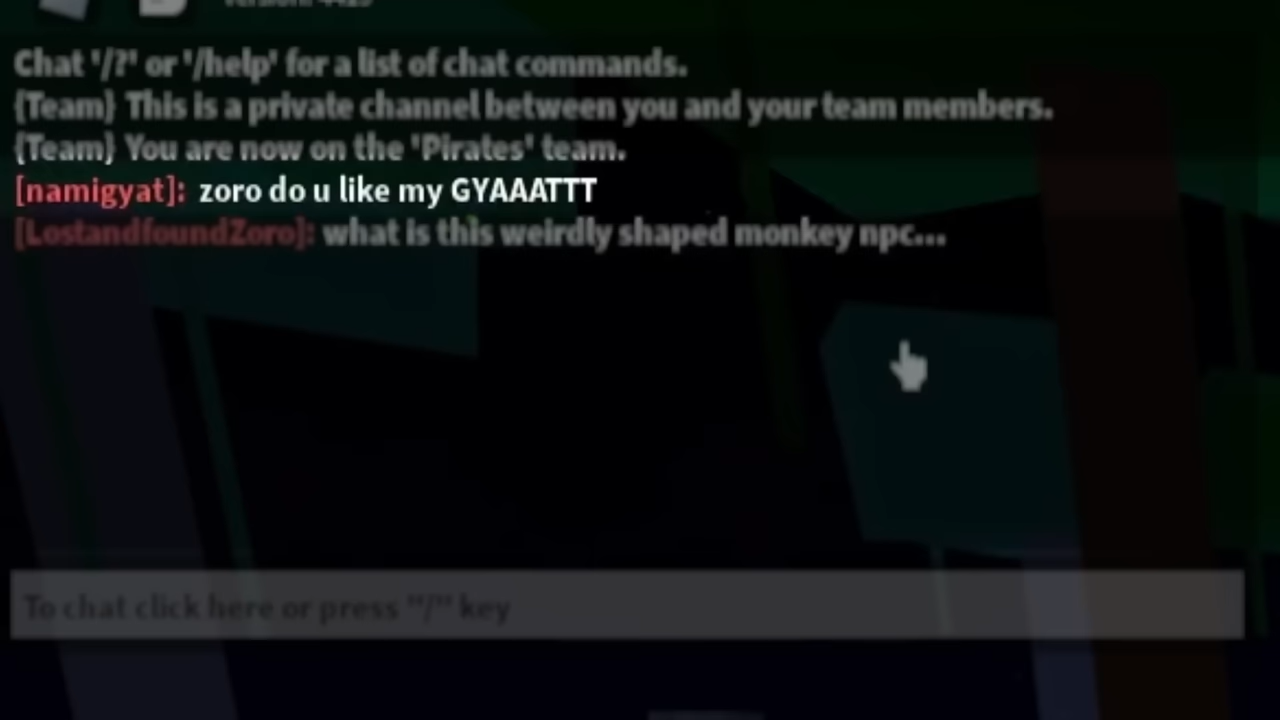 Chat '/?' or '/help' for a list of chat commands.
{Team} This is a private channel between you and your team members.
{Team} You are now on the 'Pirates' team.
[namigyat]: zoro do u like my GYAAATTT
[LostandfoundZoro]: what is this weirdly shaped monkey npc...
To chat click here or press "/" key